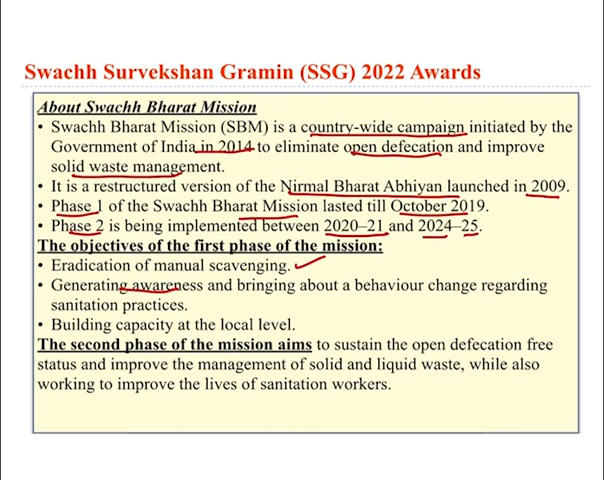 Swachh Survekshan Gramin (SSG) 2022 Awards
About Swachh Bharat Mission
• Swachh Bharat Mission (SBM) is a country-wide campaign initiated by the
Government of India in 2014 to eliminate open defecation and improve
solid waste management.
• It is a restructured version of the Nirmal Bharat Abhiyan launched in 2009.
• Phase 1 of the Swachh Bharat Mission lasted till October 2019.
• Phase 2 is being implemented between 2020–21 and 2024–25.
The objectives of the first phase of the mission:
• Eradication of manual scavenging.
• Generating awareness and bringing about a behaviour change regarding
sanitation practices.
• Building capacity at the local level.
The second phase of the mission aims to sustain the open defecation free
status and improve the management of solid and liquid waste, while also
working to improve the lives of sanitation workers.